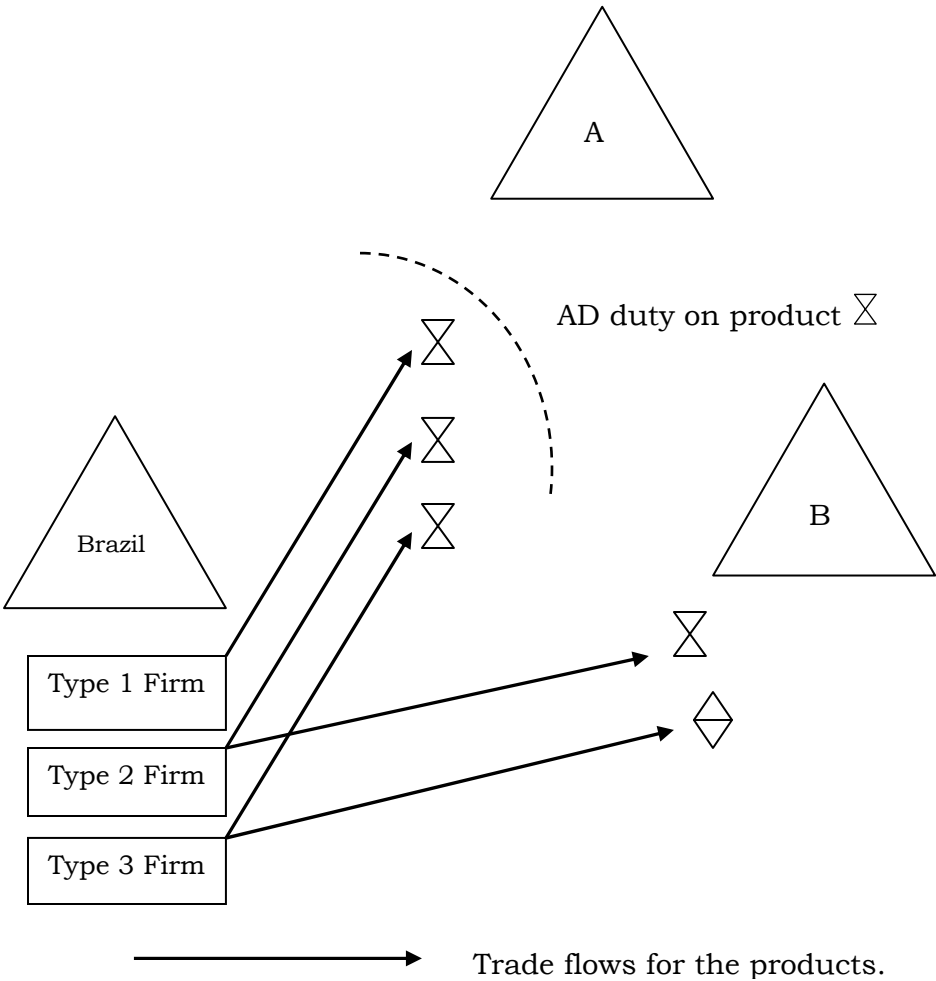 A
AD duty on product
Brazil
B
Type 1 Firm
Type 2 Firm
Type 3 Firm
Trade flows for the products.